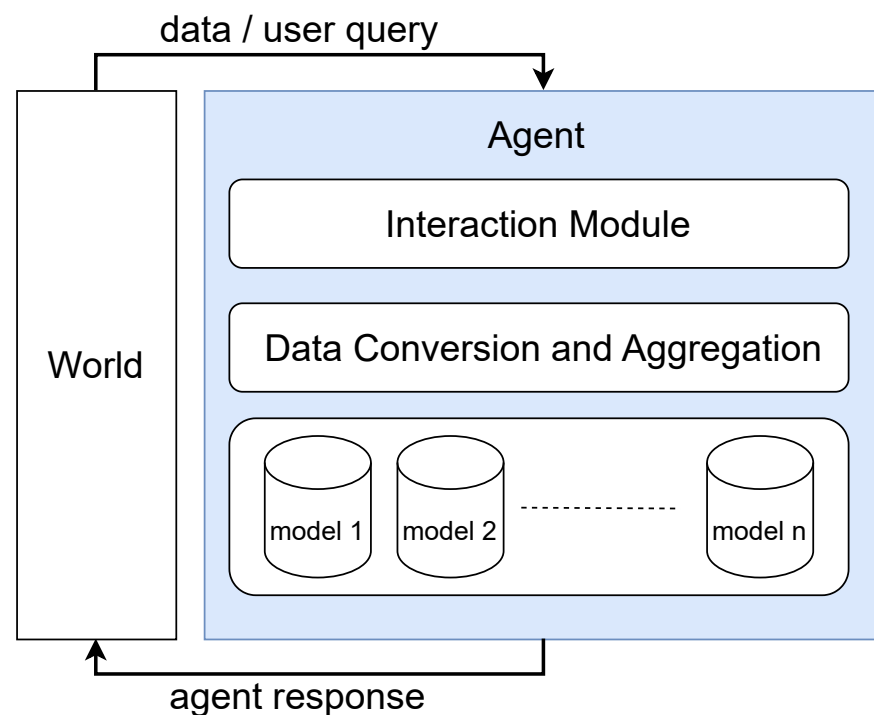 data / user query
Agent
Interaction Module
World
Data Conversion and Aggregation
model 1
model 2
model n
agent response